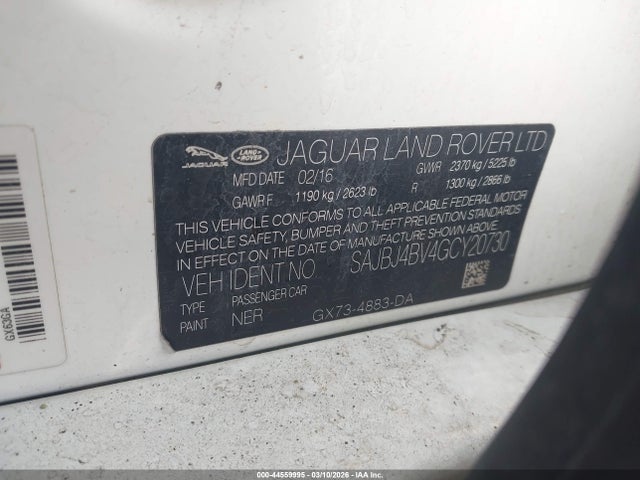 JAGUAR
LAND-
ROVER
JAGUAR LAND ROVER LTD
MFD DATE 02/16 GVWR 2370 kg / 5225 lb
GAWR F 1190 kg / 2623 lb R 1300 kg / 2866 lb
THIS VEHICLE CONFORMS TO ALL APPLICABLE FEDERAL MOTOR
VEHICLE SAFETY, BUMPER AND THEFT PREVENTION STANDARDS
IN EFFECT ON THE DATE OF MANUFACTURE SHOWN ABOVE.
VEH IDENT NO. SAJBJ4BV4GCY20730
TYPE PASSENGER CAR
PAINT NER GX73-4883-DA
GX63GA
000-44559995 - 03/10/2026 - IAA. Inc.